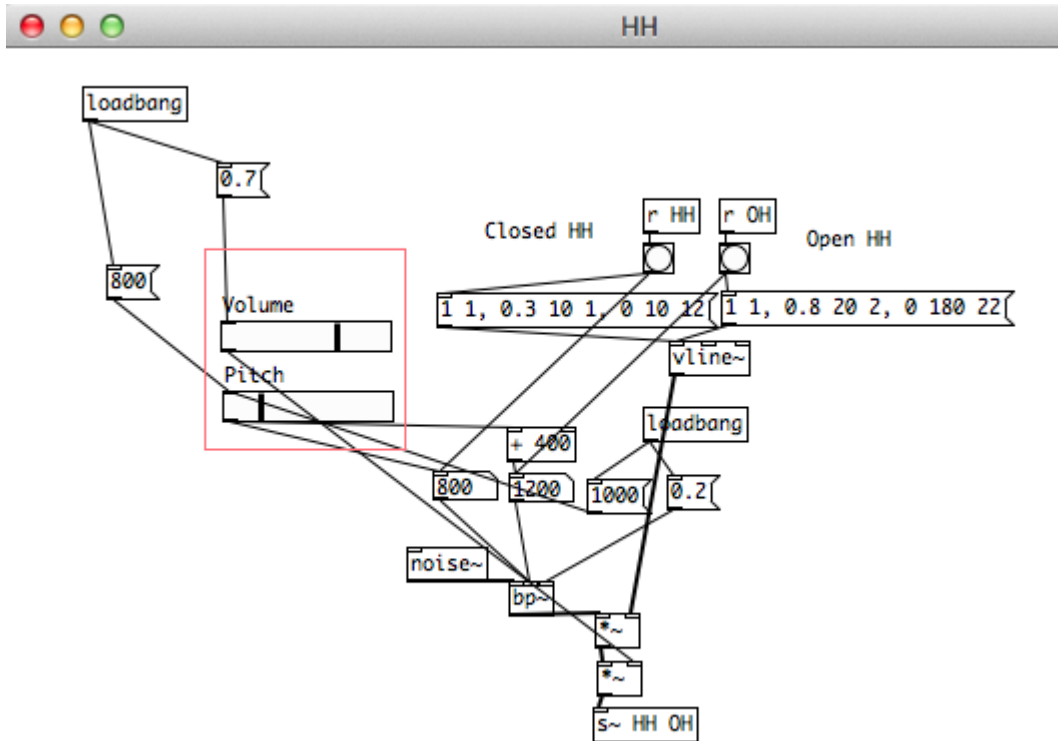 HH
loadbang
0.7
r HH
r OH
Closed HH
Open HH
800
Volume
1 1, 0.3 10 1, 0 10 12
1 1, 0.8 20 2, 0 180 22
vline~
Pitch
loadbang
+ 400
800
1200
1000
0.2
noise~
bp~
*~
*~
s~ HH OH